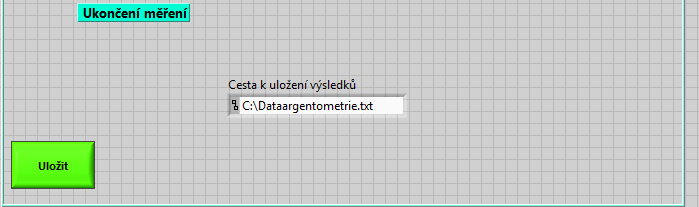 Ukončení měření
Cesta k uložení výsledků
C:\Dataargentometrie.txt
Uložit